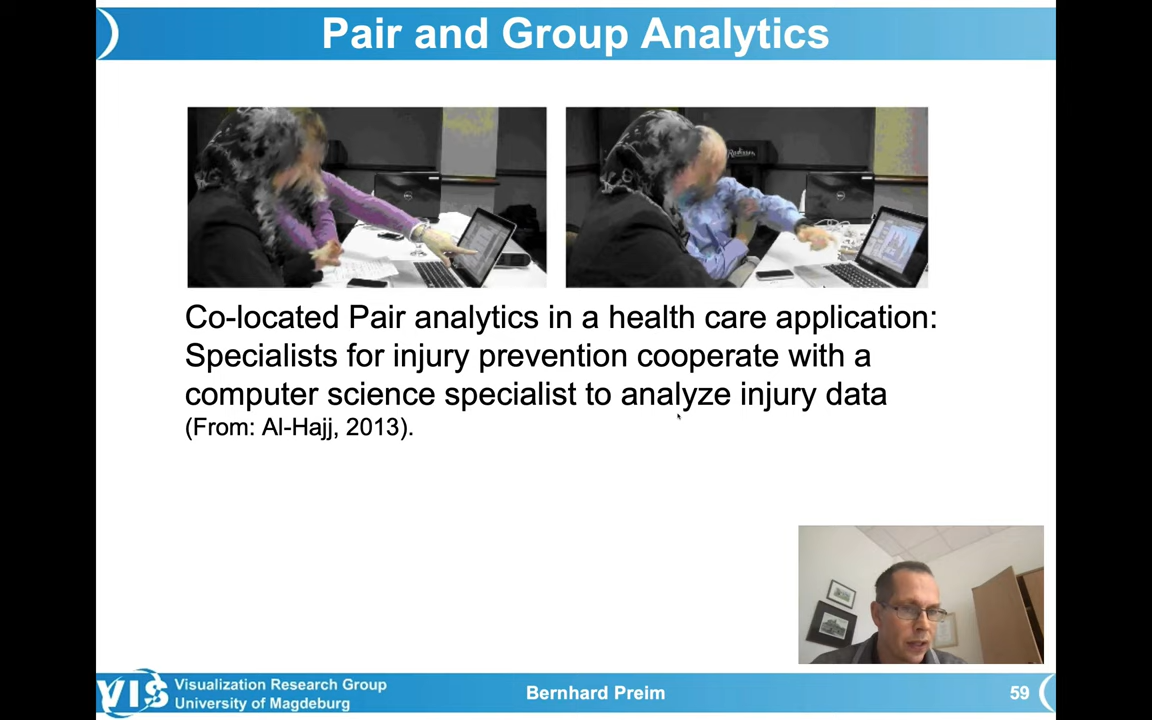 Pair and Group Analytics
Co-located Pair analytics in a health care application:
Specialists for injury prevention cooperate with a
computer science specialist to analyze injury data
(From: Al-Hajj, 2013).
VIS
Visualization Research Group
University of Magdeburg
Bernhard Preim
59